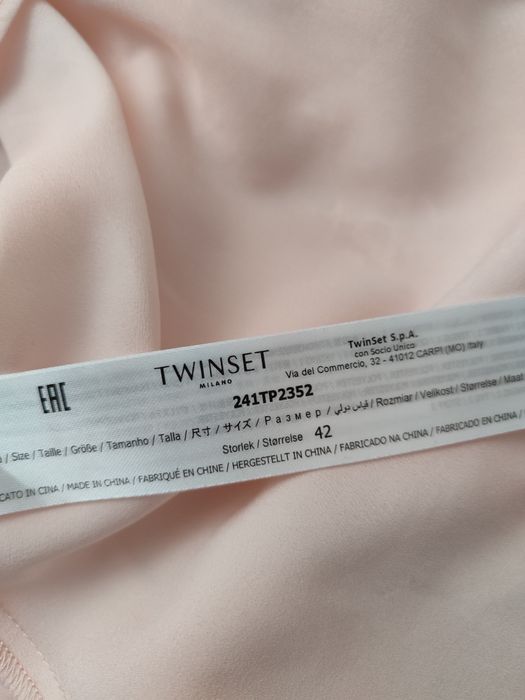 EAC
TWINSET
MILANO
TwinSet S.p.A.
con Socio Unico
Via del Commercio, 32 - 41012 CARPI (MO) Italy
241TP2352
/ Size / Taille / Größe / Tamanho / Talla / 尺寸 / サイズ / Размер / قياس دولي / Rozmiar / Velikost / Størrelse / Maat
Storlek / Størrelse 42
CATO IN CINA / MADE IN CHINA / FABRIQUÉ EN CHINE / HERGESTELLT IN CHINA / FABRICADO NA CHINA / FABRICADO EN CHINA /